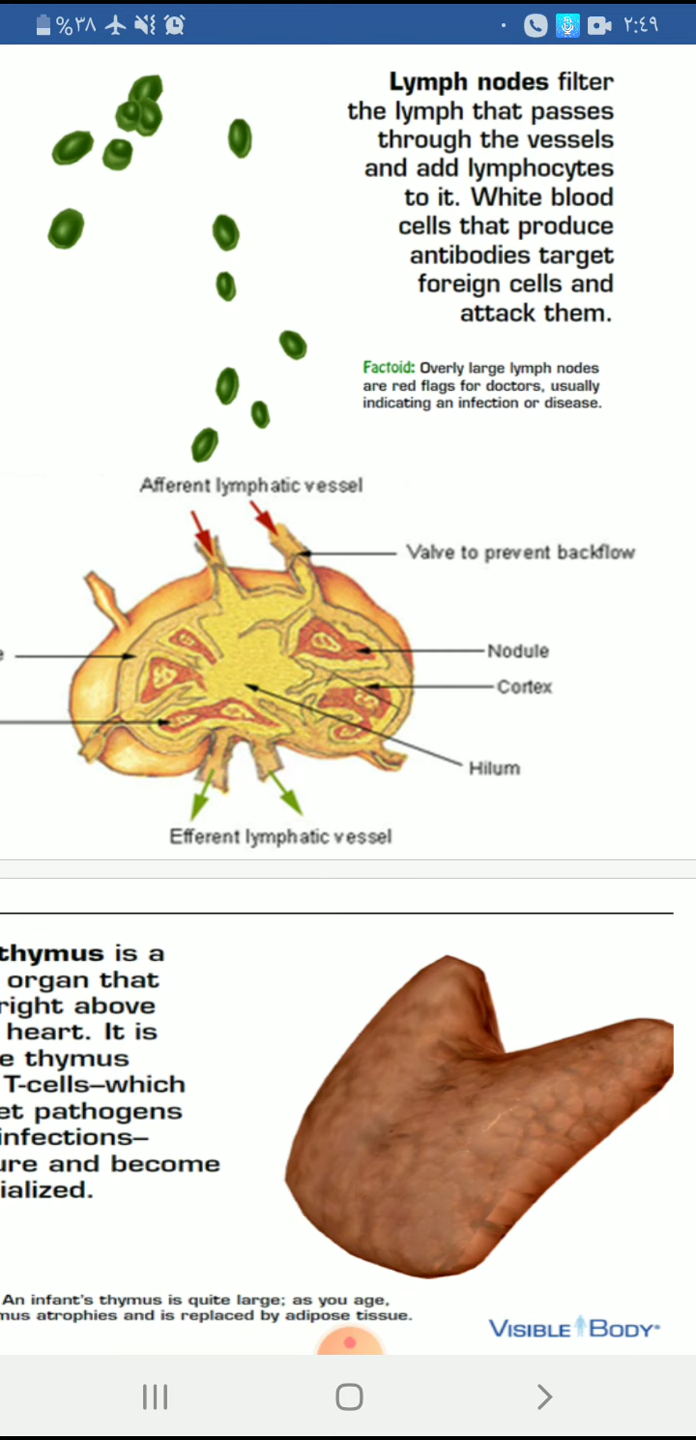 %٣٨
٢:٤٩
Lymph nodes filter
the lymph that passes
through the vessels
and add lymphocytes
to it. White blood
cells that produce
antibodies target
foreign cells and
attack them.
Factoid: Overly large lymph nodes
are red flags for doctors, usually
indicating an infection or disease.
Afferent lymphatic vessel
Valve to prevent backflow
e
Nodule
Cortex
Hilum
Efferent lymphatic vessel
thymus is a
organ that
right above
heart. It is
e thymus
T-cells–which
et pathogens
infections–
ure and become
ialized.
An infant's thymus is quite large; as you age,
mus atrophies and is replaced by adipose tissue.
VISIBLE BODY®